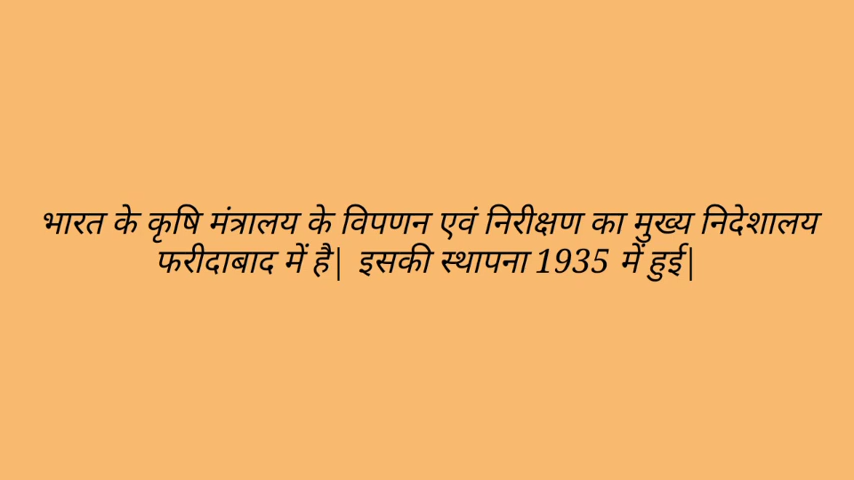 भारत के कृषि मंत्रालय के विपणन एवं निरीक्षण का मुख्य निदेशालय
फरीदाबाद में है| इसकी स्थापना 1935 में हुई|